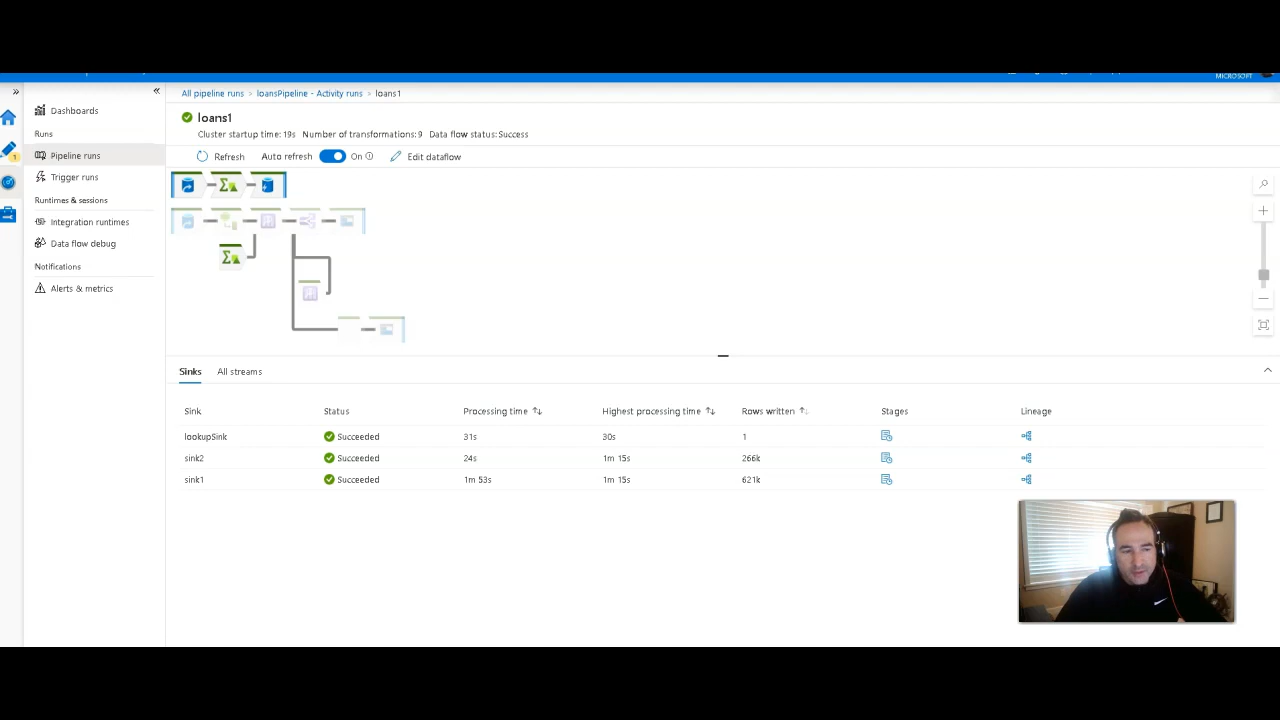 MICROSOFT
All pipeline runs > loansPipeline - Activity runs > loans1
Dashboards
Runs
Pipeline runs
Trigger runs
Runtimes & sessions
Integration runtimes
Data flow debug
Notifications
Alerts & metrics
loans1
Cluster startup time: 19s Number of transformations: 9 Data flow status: Success
Refresh Auto refresh On Edit dataflow
Sinks All streams
Sink Status Processing time Highest processing time Rows written Stages Lineage
lookupSink Succeeded 31s 30s 1
sink2 Succeeded 24s 1m 15s 266k
sink1 Succeeded 1m 53s 1m 15s 621k